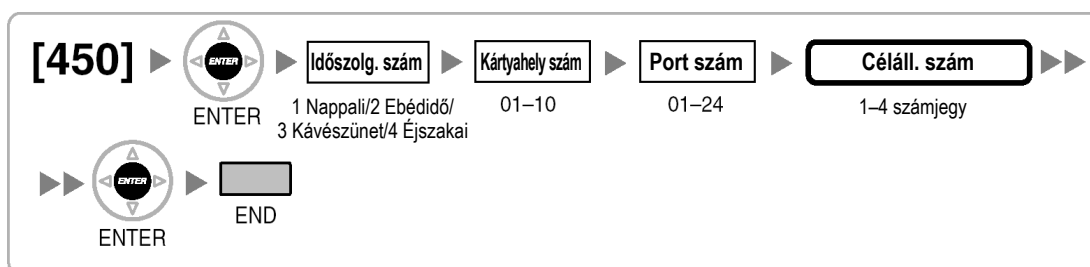 [450]
ENTER
ENTER
Időszolg. szám
1 Nappali/2 Ebédidő/
3 Kávészünet/4 Éjszakai
Kártyahely szám
01–10
Port szám
01–24
Céláll. szám
1–4 számjegy
ENTER
ENTER
END